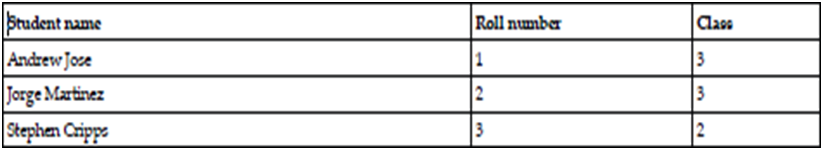 Student name Roll number Class
Andrew Jose 1 3
Jorge Martinez 2 3
Stephen Cripps 3 2